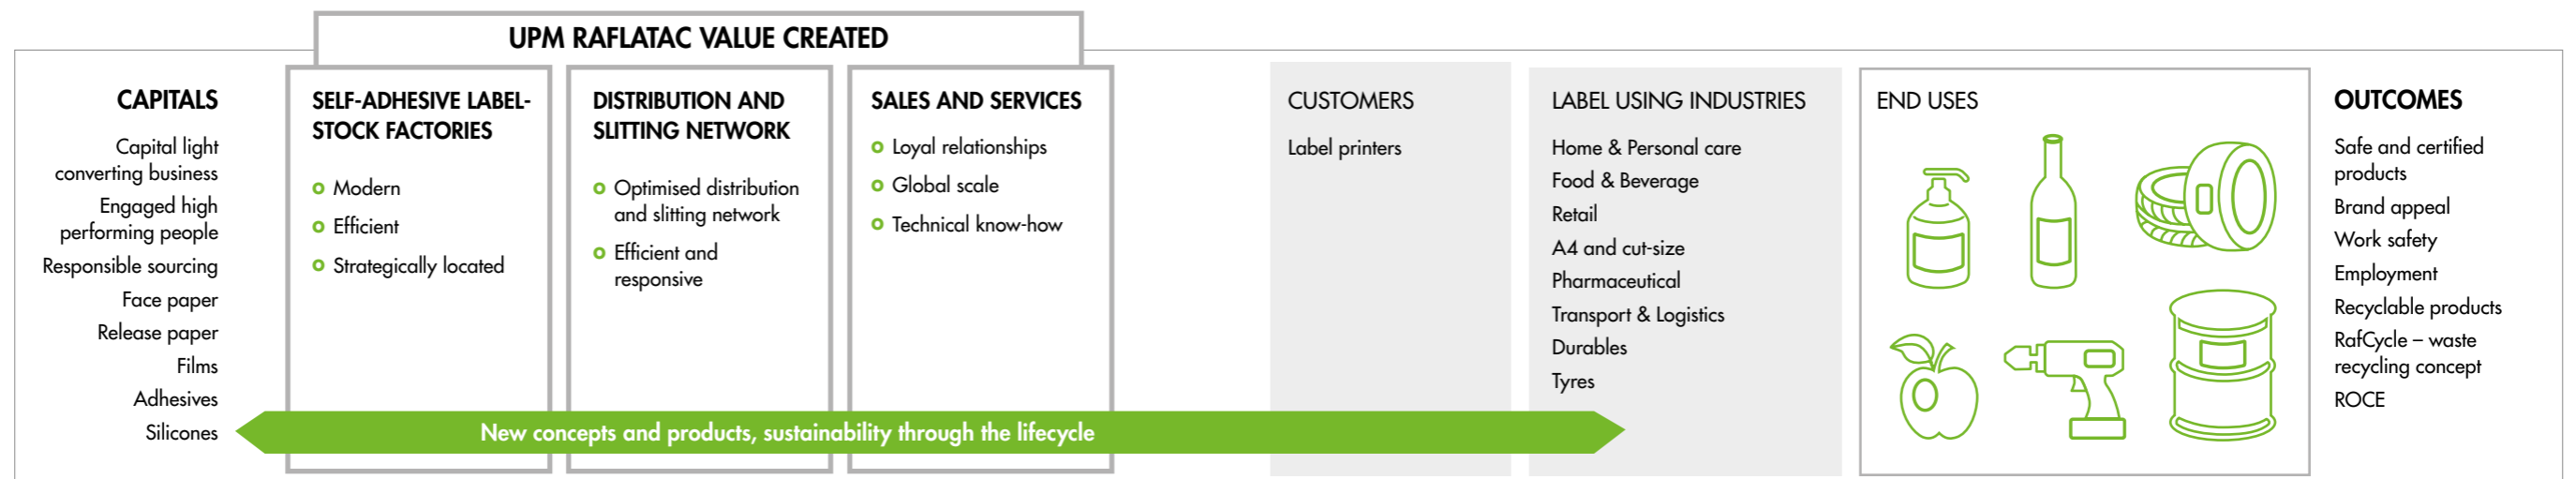 UPM RAFLATAC VALUE CREATED
CAPITALS
Capital light
converting business
Engaged high
performing people
Responsible sourcing
Face paper
Release paper
Films
Adhesives
Silicones
SELF-ADHESIVE LABEL-
STOCK FACTORIES
Modern
Efficient
Strategically located
DISTRIBUTION AND
SLITTING NETWORK
Optimised distribution
and slitting network
Efficient and
responsive
SALES AND SERVICES
Loyal relationships
Global scale
Technical know-how
New concepts and products, sustainability through the lifecycle
CUSTOMERS
Label printers
LABEL USING INDUSTRIES
Home & Personal care
Food & Beverage
Retail
A4 and cut-size
Pharmaceutical
Transport & Logistics
Durables
Tyres
END USES
OUTCOMES
Safe and certified
products
Brand appeal
Work safety
Employment
Recyclable products
RafCycle – waste
recycling concept
ROCE